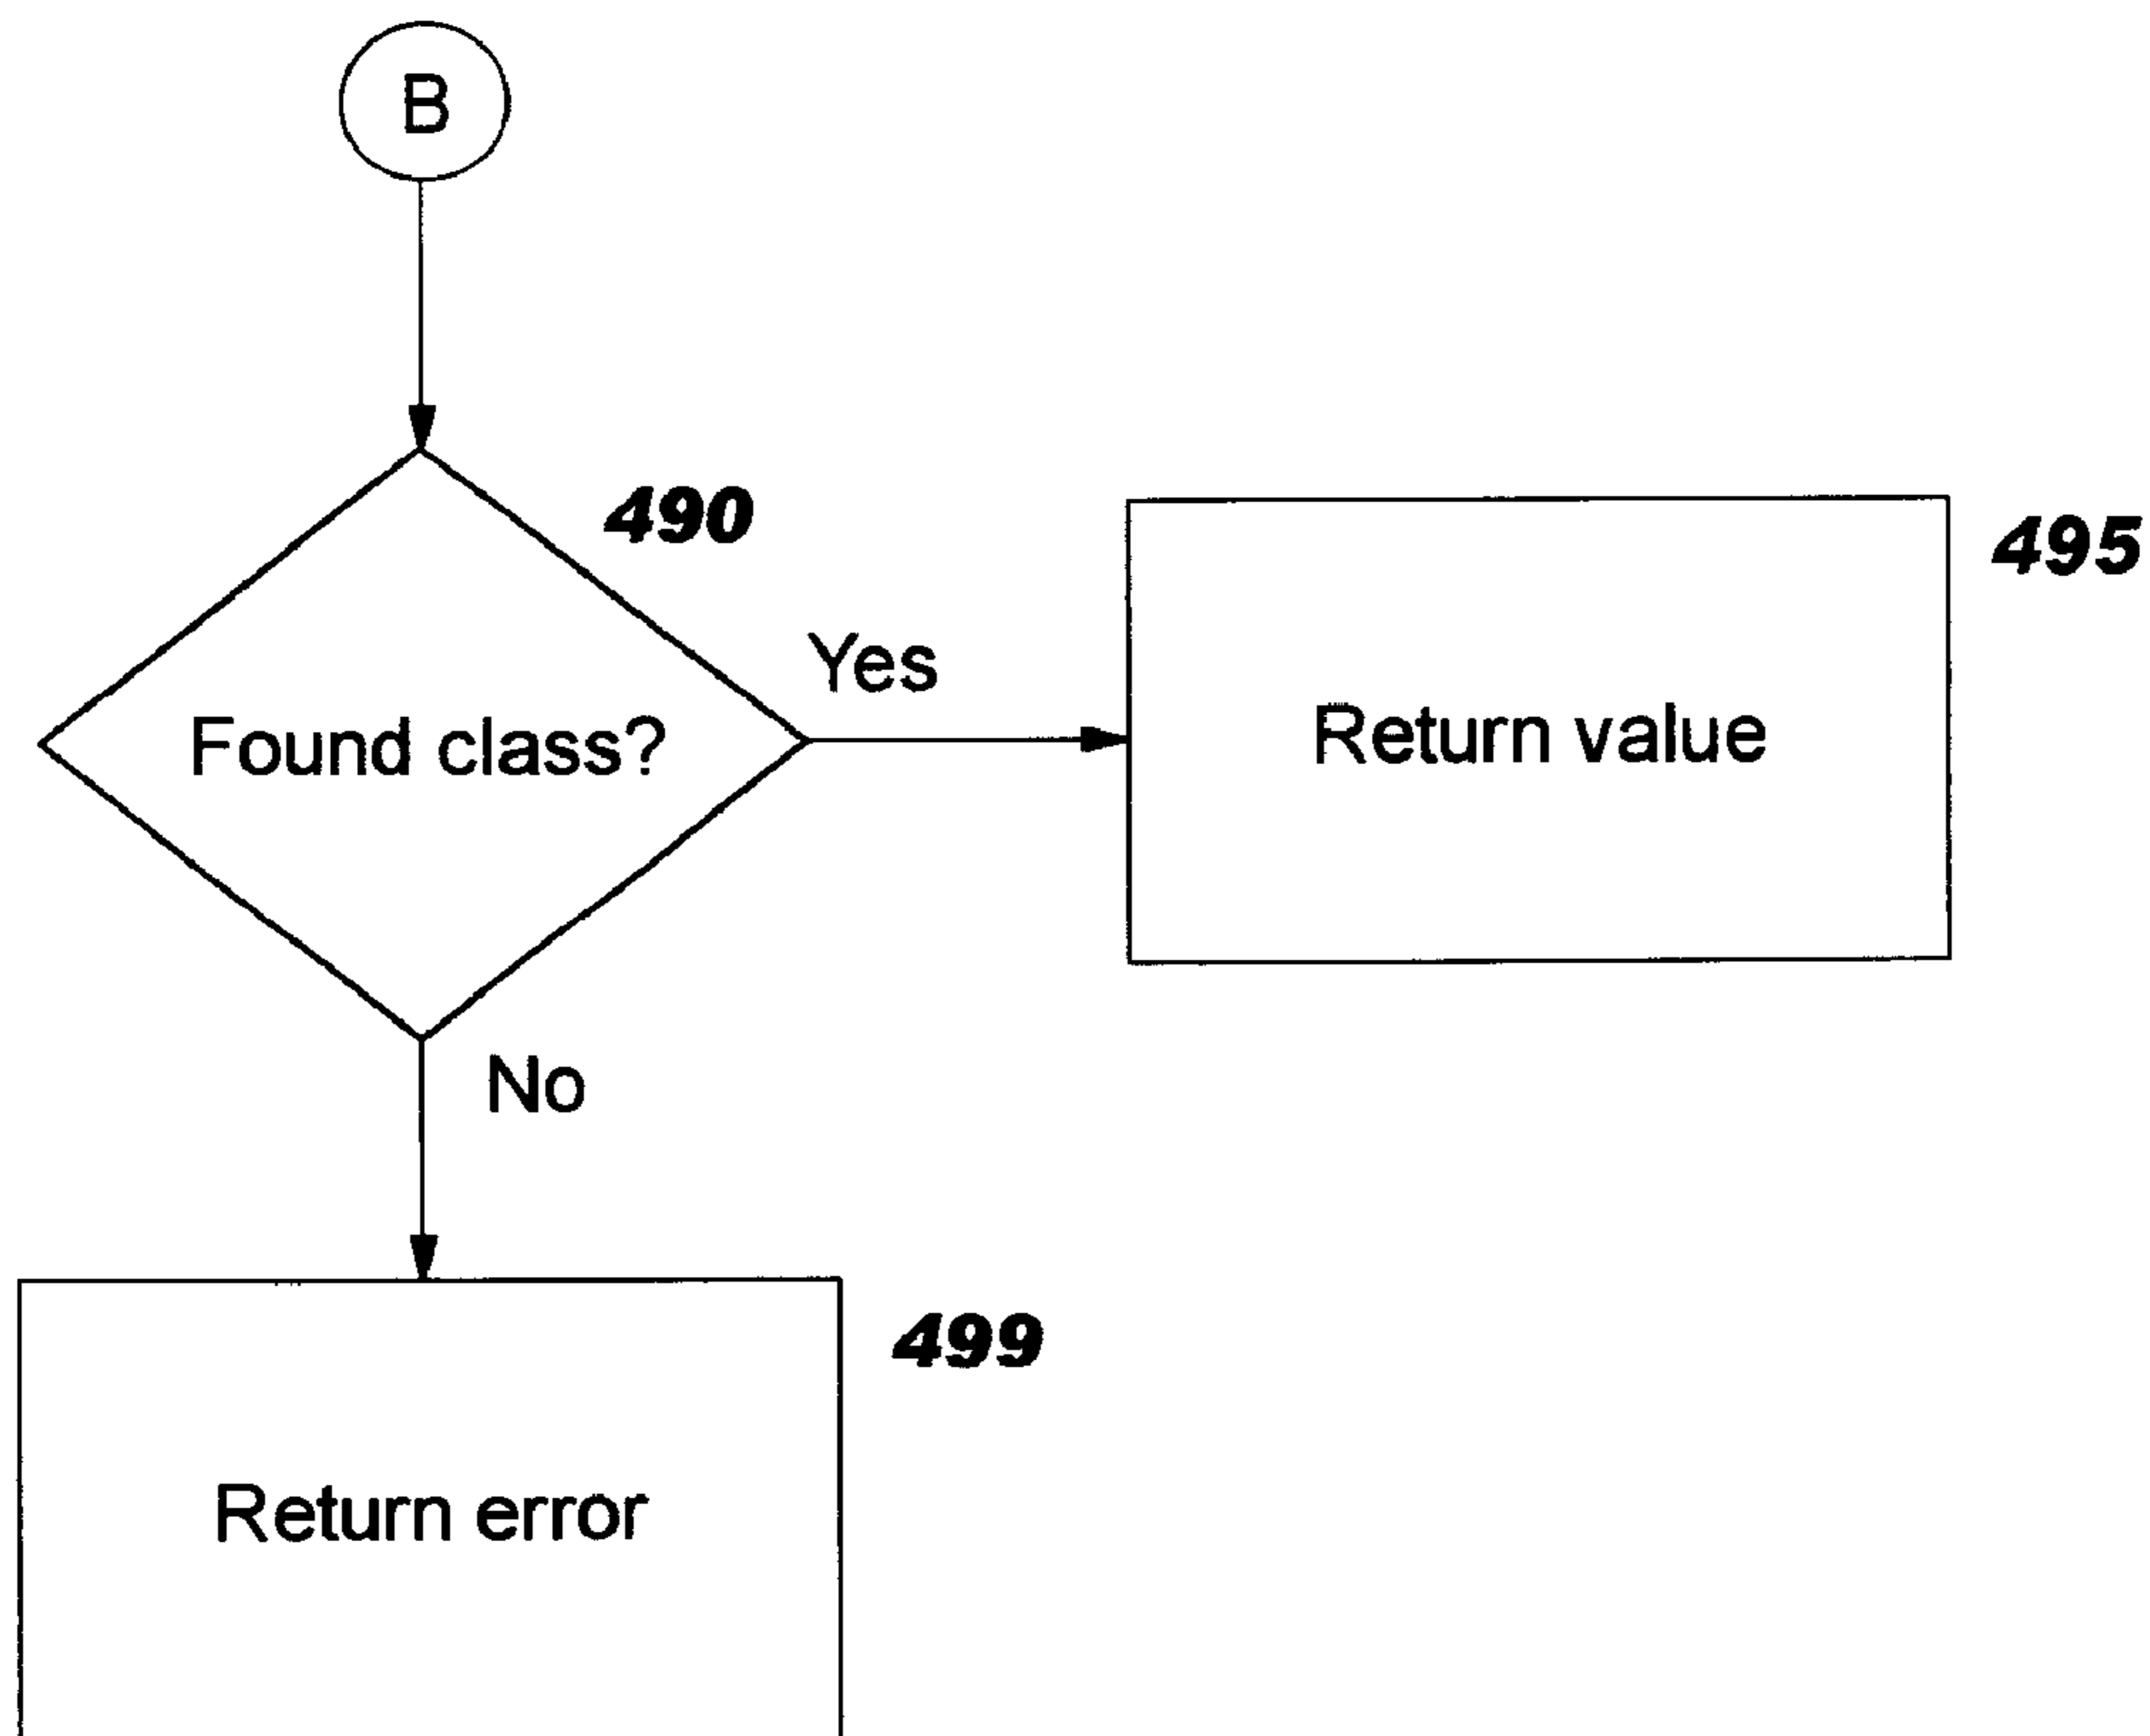 B
490
495
Yes
Found class?
Return value
No
499
Return error